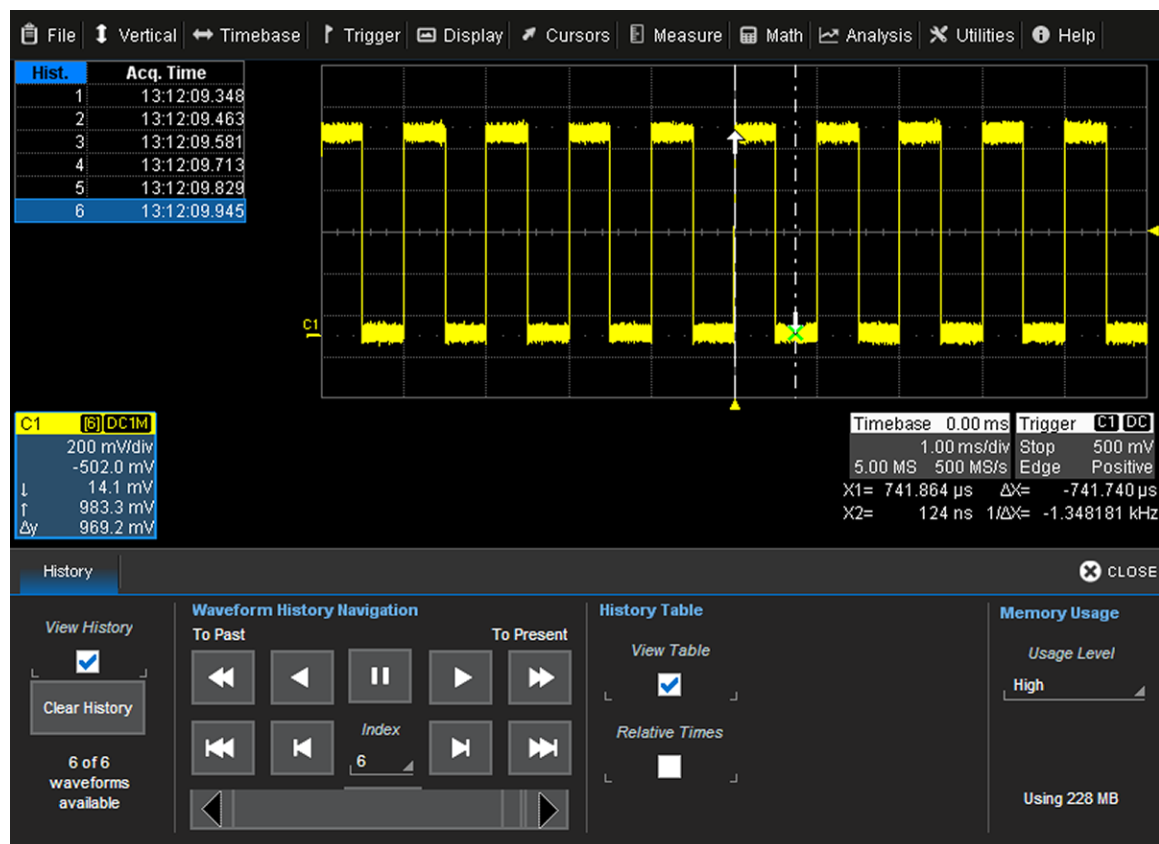 File Vertical Timebase Trigger Display Cursors Measure Math Analysis Utilities Help
Hist. Acq. Time
1 13:12:09.348
2 13:12:09.463
3 13:12:09.581
4 13:12:09.713
5 13:12:09.829
6 13:12:09.945
C1
C1 [6] DC1M
200 mV/div
-502.0 mV
↓ 14.1 mV
↑ 983.3 mV
Δy 969.2 mV
Timebase 0.00 ms
1.00 ms/div
5.00 MS 500 MS/s
Trigger C1 DC
Stop 500 mV
Edge Positive
X1= 741.864 µs ΔX= -741.740 µs
X2= 124 ns 1/ΔX= -1.348181 kHz
History
CLOSE
View History
Clear History
6 of 6
waveforms
available
Waveform History Navigation
To Past To Present
Index
6
History Table
View Table
Relative Times
Memory Usage
Usage Level
High
Using 228 MB